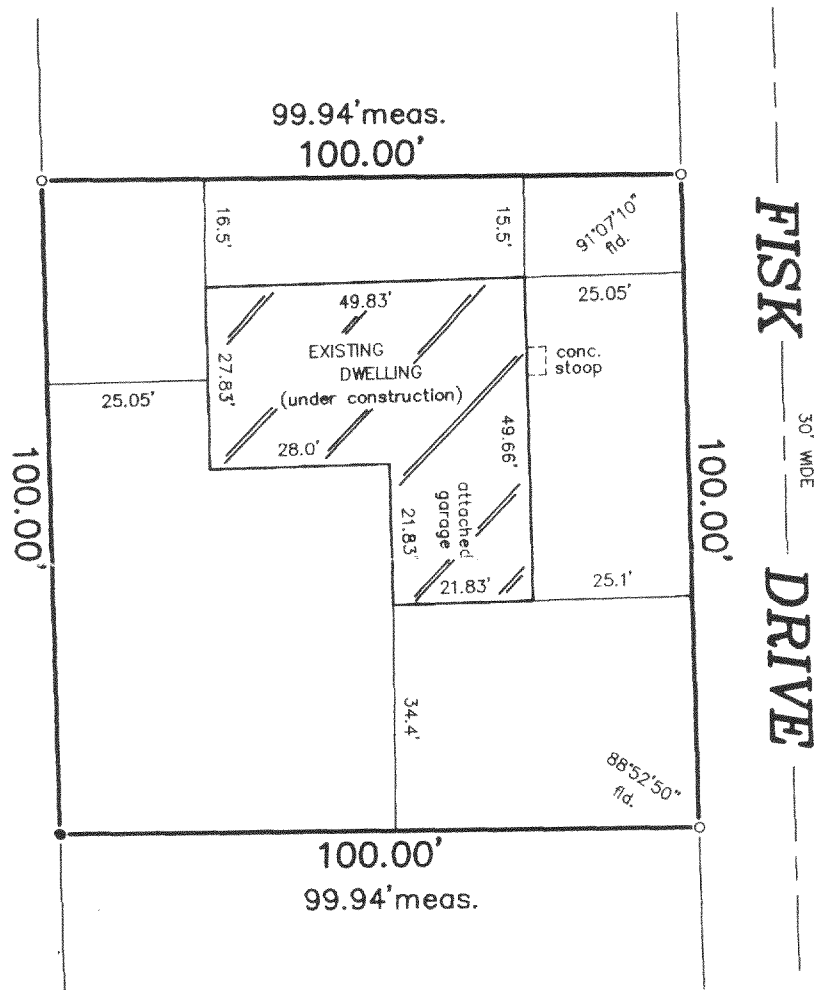 99.94'meas.
100.00'
16.5'
15.5'
91°07'10"
fld.
49.83'
25.05'
EXISTING
DWELLING
(under construction)
conc.
stoop
27.83'
25.05'
28.0'
49.66'
attached
garage
21.83'
21.83'
25.1'
100.00'
100.00'
34.4'
88°52'50"
fld.
100.00'
99.94'meas.
FISK
30' WIDE
DRIVE